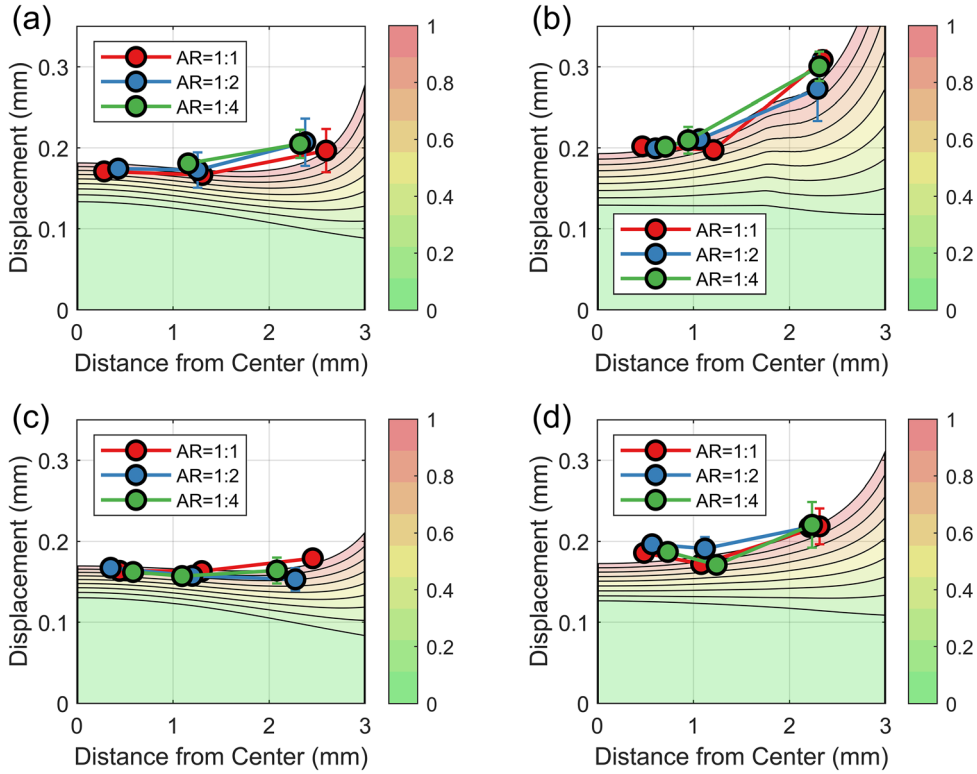 (a)
Displacement (mm)
0.3
0.2
0.1
0
AR=1:1
AR=1:2
AR=1:4
0 1 2 3
Distance from Center (mm)
1
0.8
0.6
0.4
0.2
0
(b)
Displacement (mm)
0.3
0.2
0.1
0
AR=1:1
AR=1:2
AR=1:4
0 1 2 3
Distance from Center (mm)
1
0.8
0.6
0.4
0.2
0
(c)
Displacement (mm)
0.3
0.2
0.1
0
AR=1:1
AR=1:2
AR=1:4
0 1 2 3
Distance from Center (mm)
1
0.8
0.6
0.4
0.2
0
(d)
Displacement (mm)
0.3
0.2
0.1
0
AR=1:1
AR=1:2
AR=1:4
0 1 2 3
Distance from Center (mm)
1
0.8
0.6
0.4
0.2
0